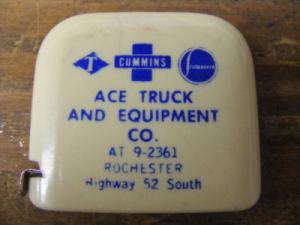 T CUMMINS
ACE TRUCK
AND EQUIPMENT
CO.
AT 9-2361
ROCHESTER
Highway 52 South